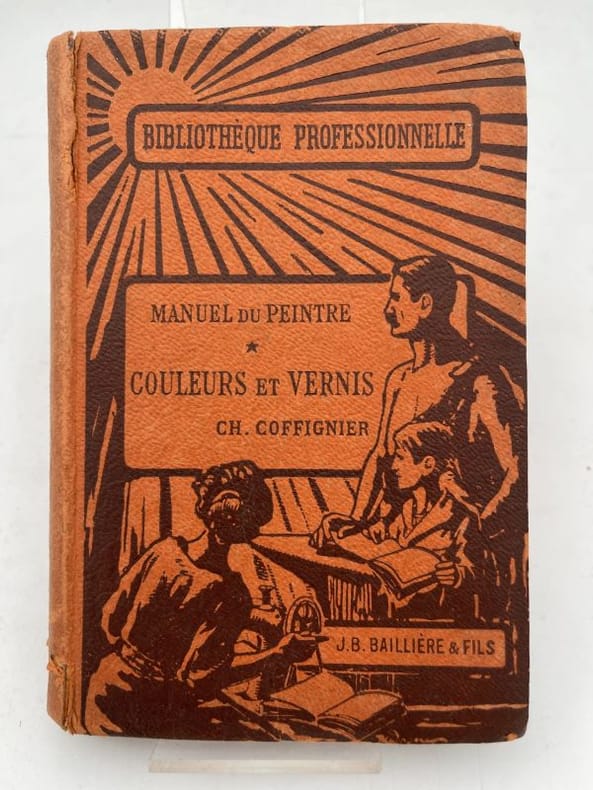 BIBLIOTHÈQUE PROFESSIONNELLE
MANUEL DU PEINTRE
★
COULEURS ET VERNIS
CH. COFFIGNIER
J.B. BAILLIÈRE & FILS